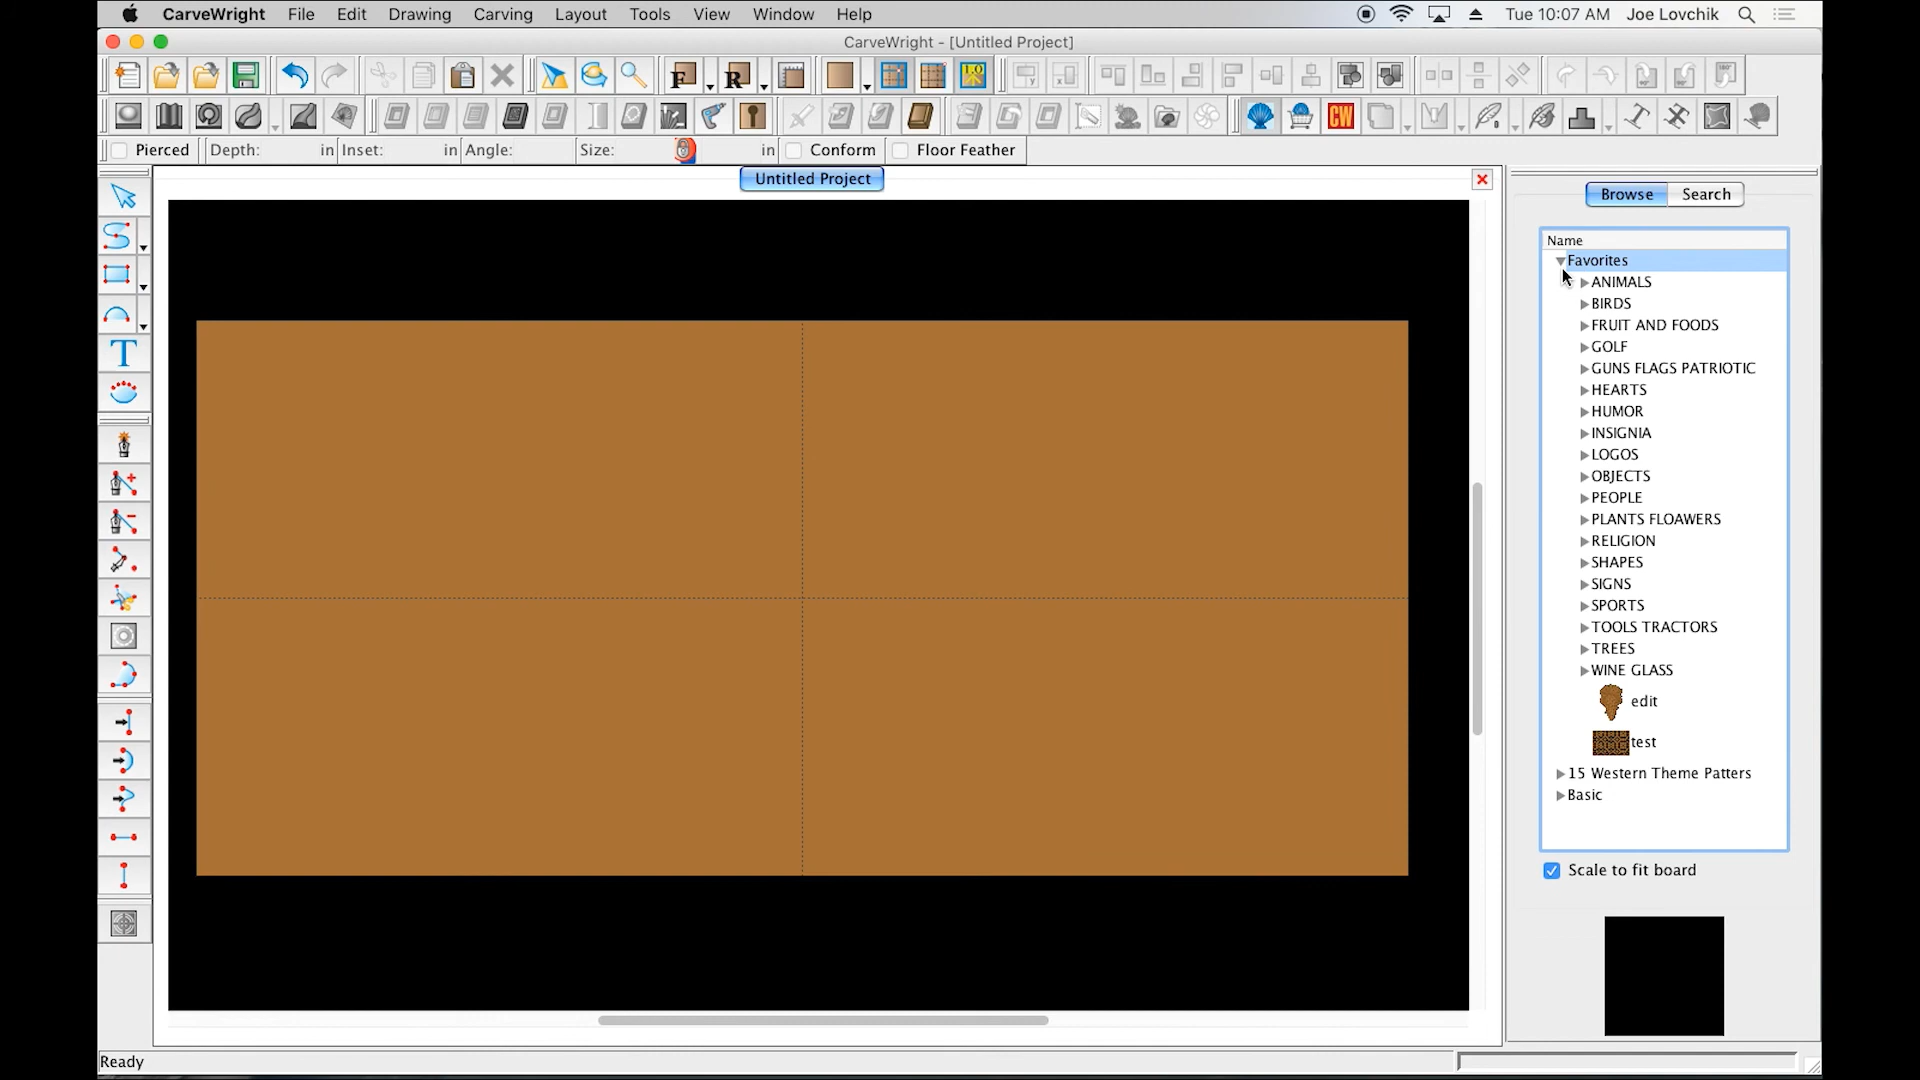 CarveWright File Edit Drawing Carving Layout Tools View Window Help Tue 10:07 AM Joe Lovchik
CarveWright - [Untitled Project]
F R 1.0
CW
Pierced Depth: in Inset: in Angle: Size: in Conform Floor Feather
Untitled Project
Browse Search
Name
Favorites
ANIMALS
BIRDS
FRUIT AND FOODS
GOLF
GUNS FLAGS PATRIOTIC
HEARTS
HUMOR
INSIGNIA
LOGOS
OBJECTS
PEOPLE
PLANTS FLOAWERS
RELIGION
SHAPES
SIGNS
SPORTS
TOOLS TRACTORS
TREES
WINE GLASS
edit
test
15 Western Theme Patters
Basic
Scale to fit board
T
Ready